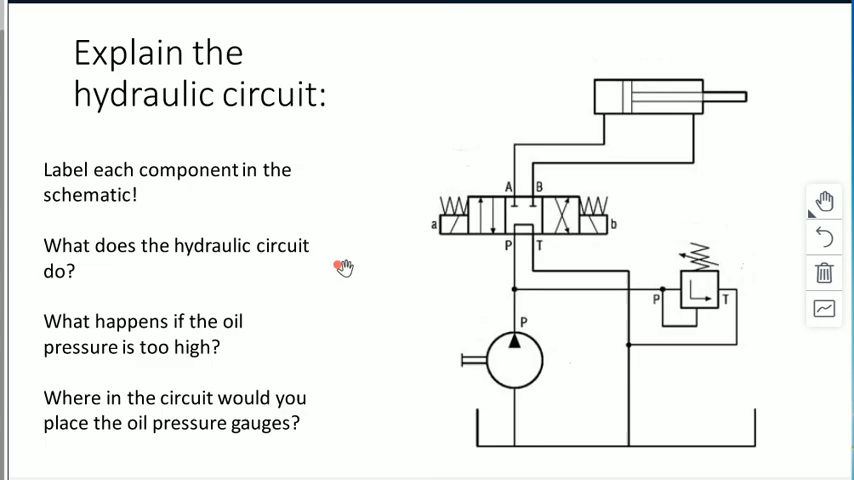 Explain the
hydraulic circuit:
Label each component in the
schematic!
What does the hydraulic circuit
do?
What happens if the oil
pressure is too high?
Where in the circuit would you
place the oil pressure gauges?
A B
a b
P T
P T
P